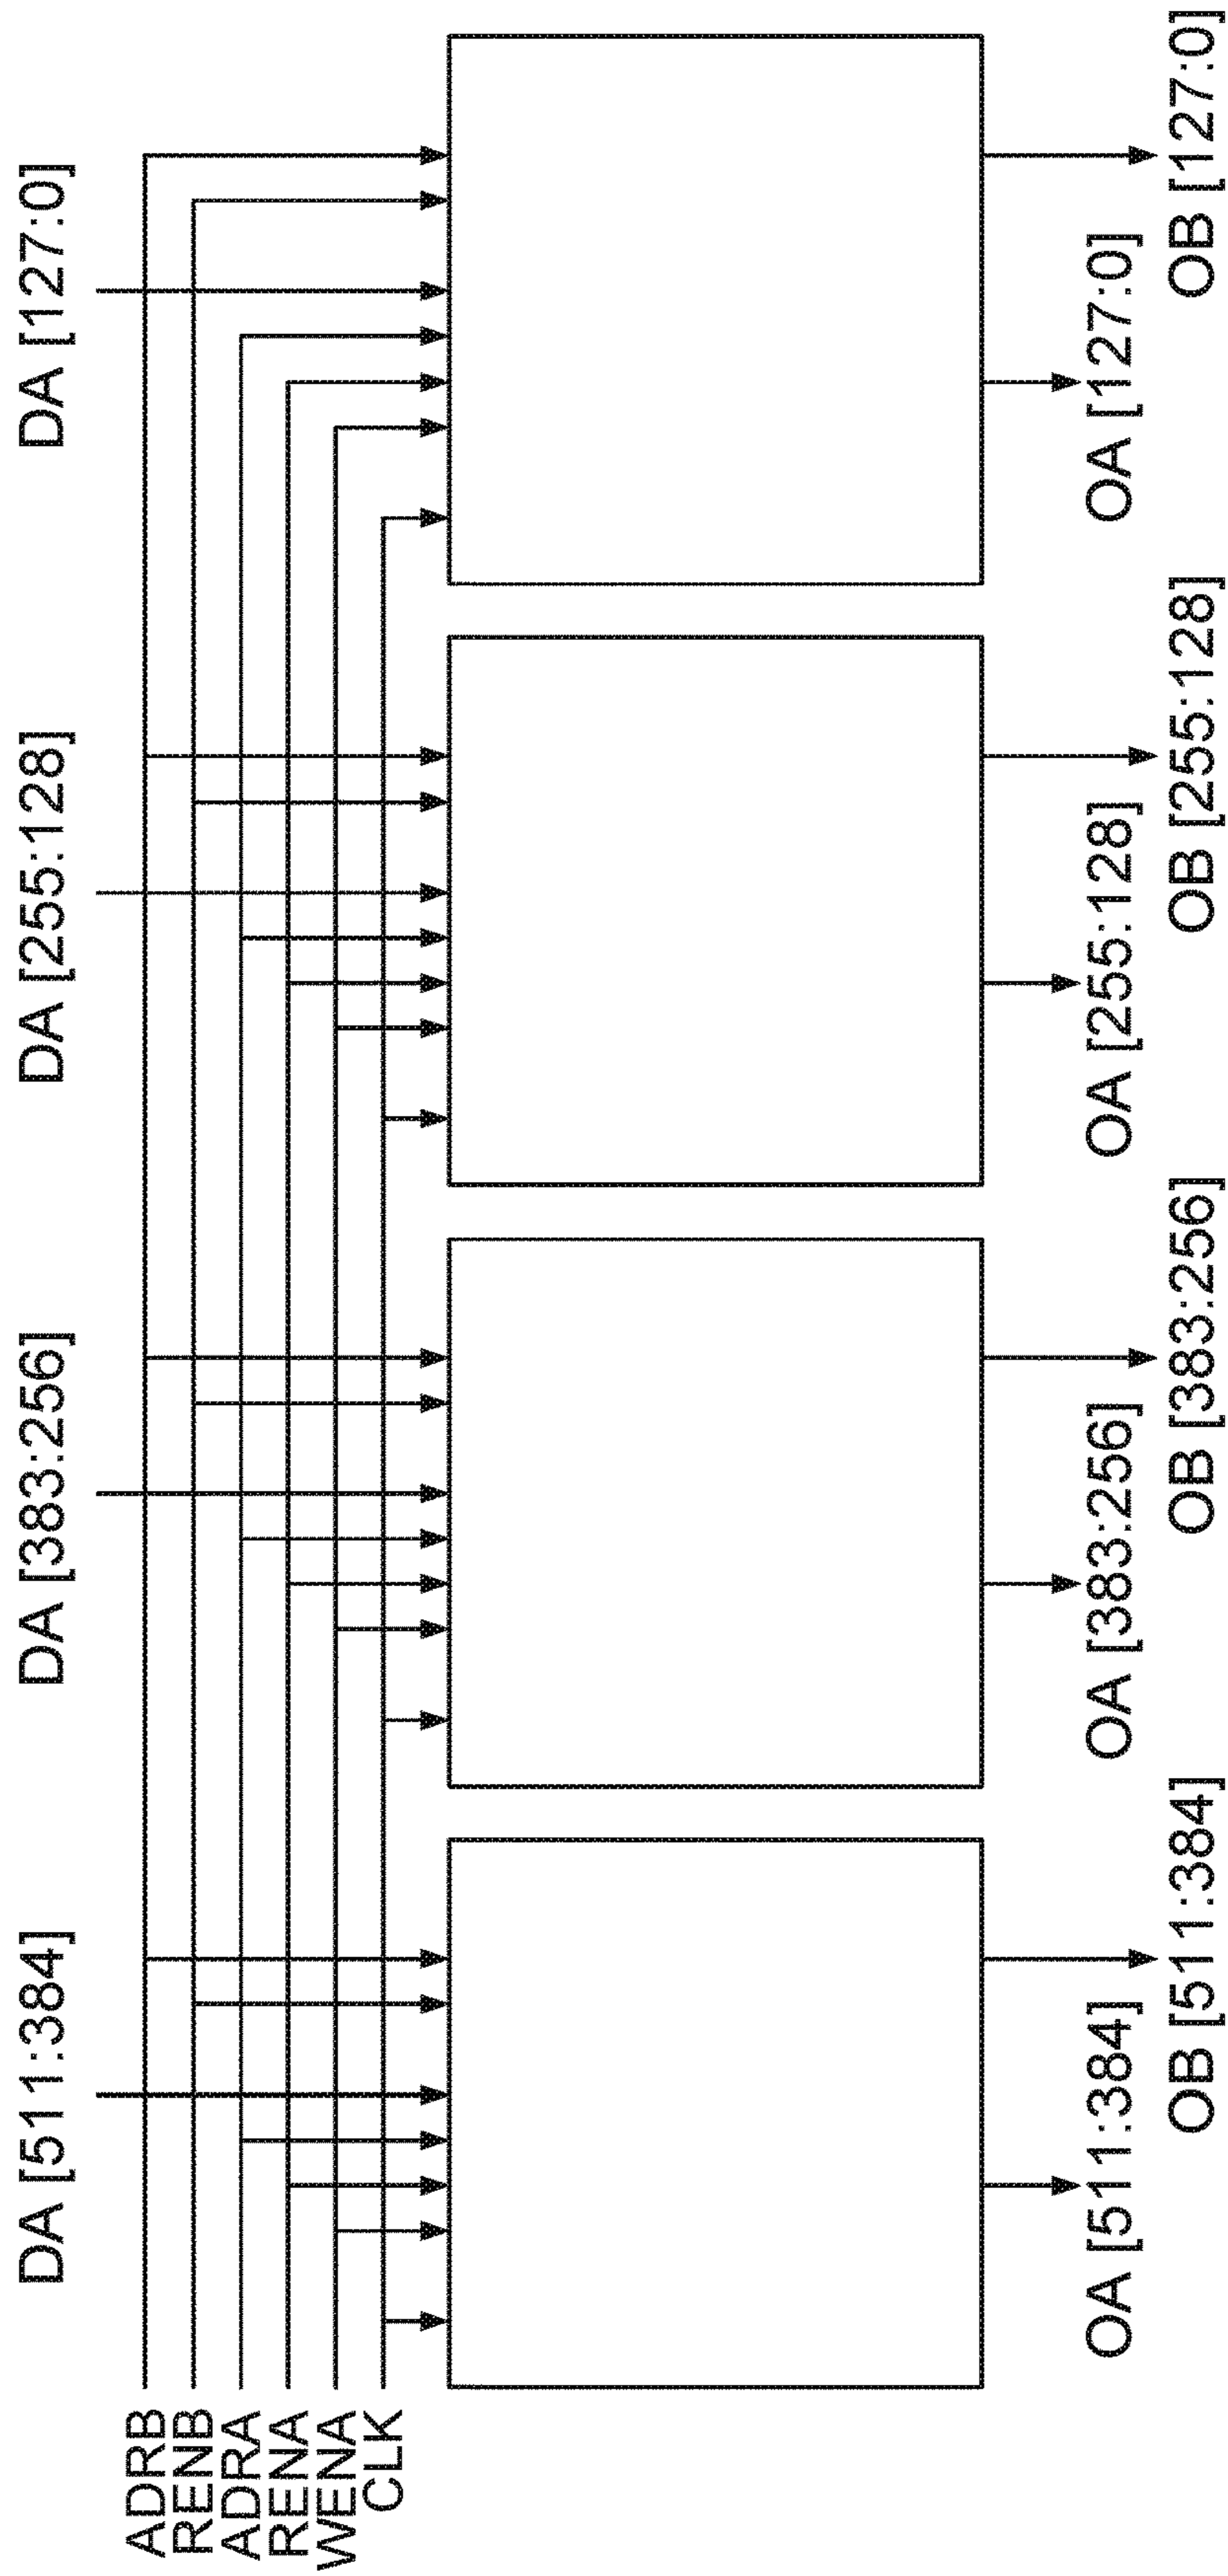 DA [511:384]
DA [383:256]
DA [255:128]
DA [127:0]
ADRB
RENB
ADRA
RENA
WENA
CLK
OA [511:384]
OA [383:256]
OA [255:128]
OA [127:0]
OB [511:384]
OB [383:256]
OB [255:128]
OB [127:0]